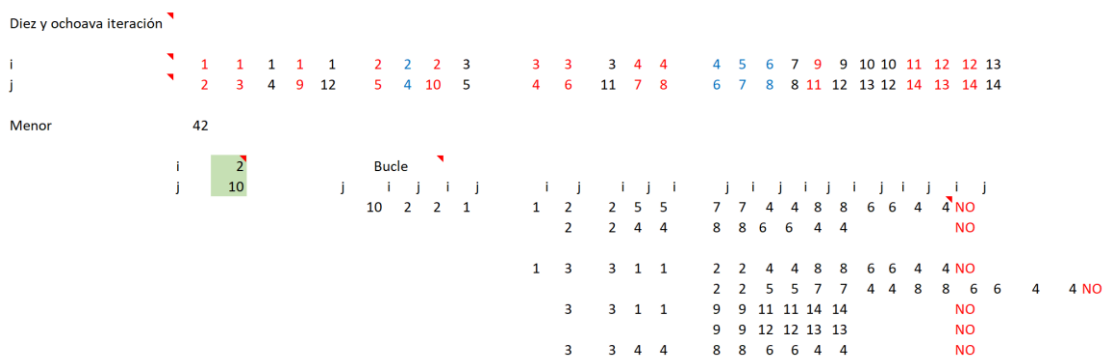 Diez y ochoava iteración
i 1 1 1 1 1 2 2 2 3 3 3 3 4 4 4 5 6 7 9 9 10 10 11 12 12 13
j 2 3 4 9 12 5 4 10 5 4 6 11 7 8 6 7 8 8 11 12 13 12 14 13 14 14
Menor 42
i 2 Bucle
j 10 j i j i j i j i j i j i j i j i j i j i j
10 2 2 1 1 2 2 5 5 7 7 4 4 8 8 6 6 4 4 NO
2 2 4 4 8 8 6 6 4 4 NO
1 3 3 1 1 2 2 4 4 8 8 6 6 4 4 NO
2 2 5 5 7 7 4 4 8 8 6 6 4 4 NO
3 3 1 1 9 9 11 11 14 14 NO
9 9 12 12 13 13 NO
3 3 4 4 8 8 6 6 4 4 NO